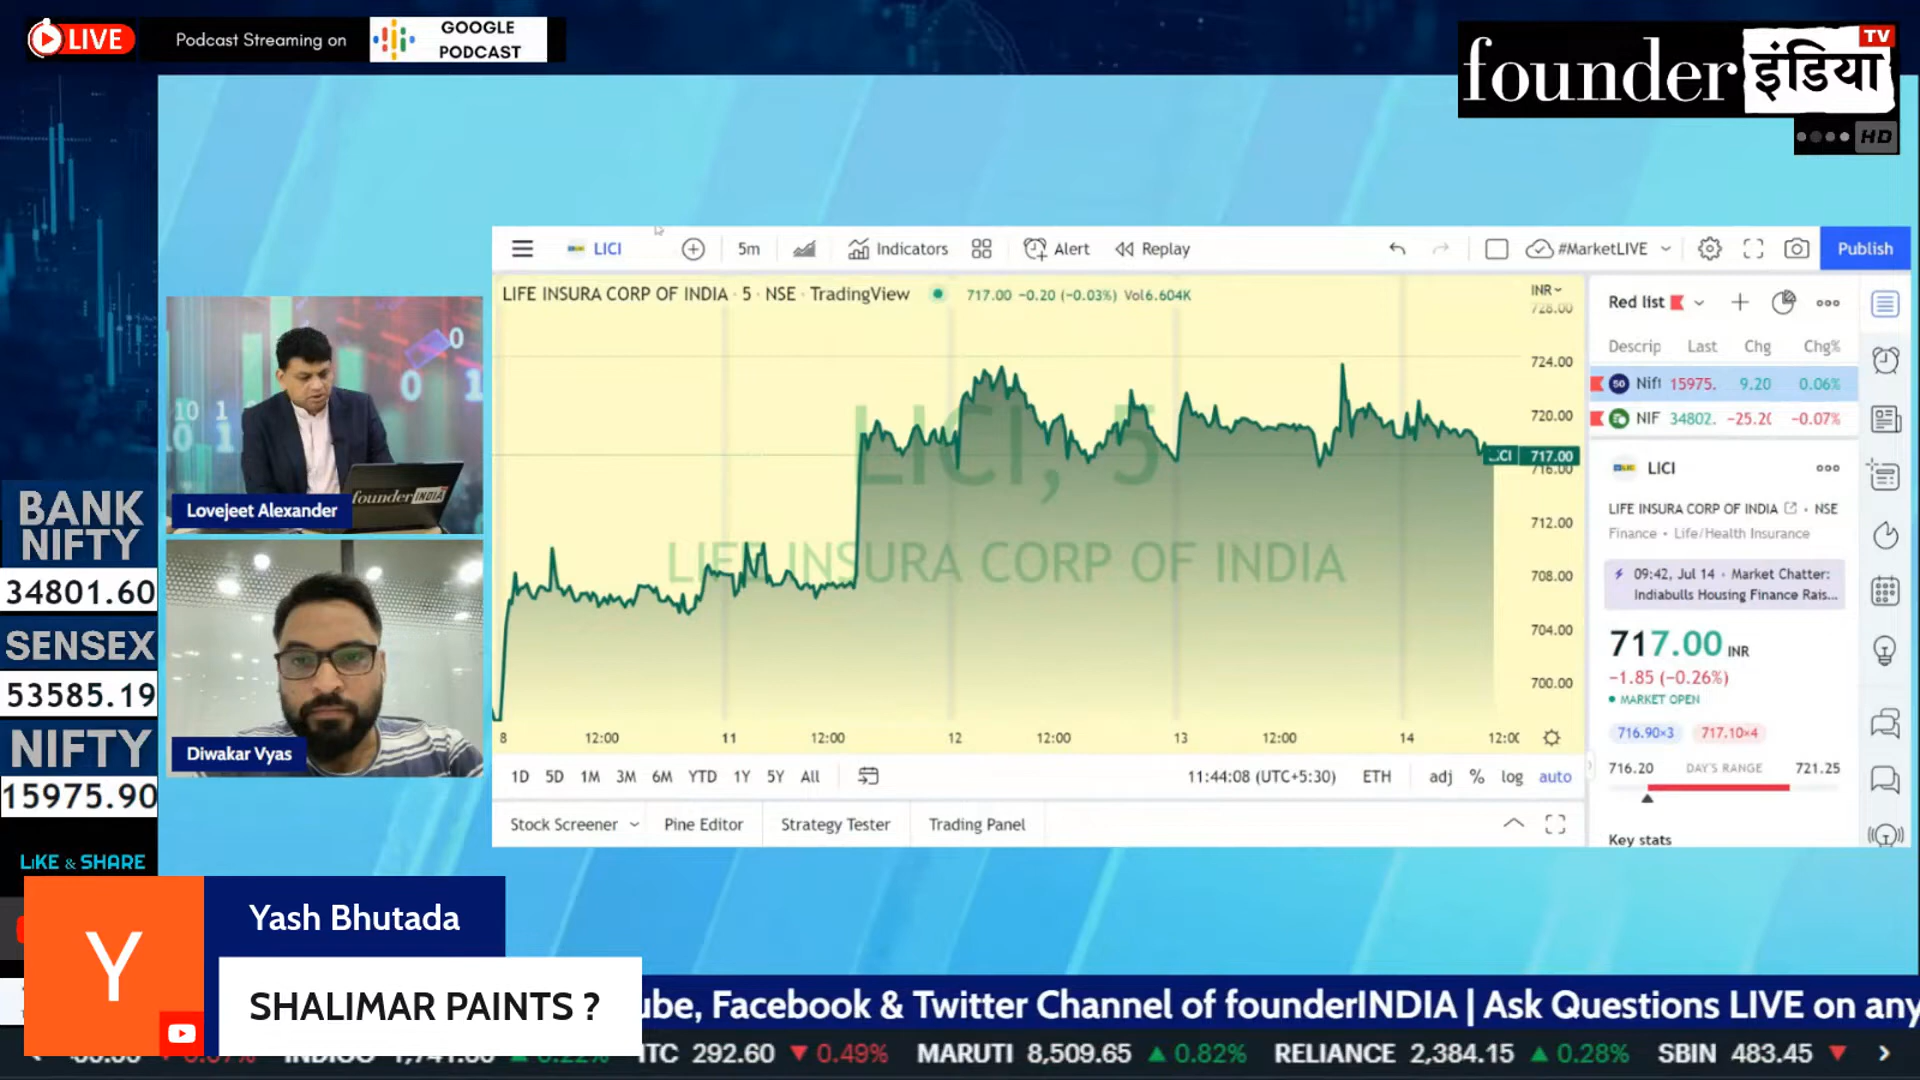 LIVE
Podcast Streaming on
GOOGLE
PODCAST
founder इंडिया TV
HD
LICI
5m
Indicators
Alert
Replay
#MarketLIVE
Publish
LIFE INSURA CORP OF INDIA · 5 · NSE · TradingView
717.00 −0.20 (−0.03%) Vol6.604K
INR
728.00
724.00
720.00
717.00
716.00
712.00
708.00
704.00
700.00
LICI, 5
LIFE INSURA CORP OF INDIA
8
12:00
11
12:00
12
12:00
13
12:00
14
1D 5D 1M 3M 6M YTD 1Y 5Y All
11:44:08 (UTC+5:30) ETH adj % log auto
Stock Screener
Pine Editor
Strategy Tester
Trading Panel
Red list
Last Chg Chg%
50
15975. 9.20 0.06%
NIF 34802. −0.07%
LICI
LIFE INSURA CORP OF INDIA · NSE
Finance • Life/Health Insurance
09:42, Jul 14 • Market Chatter:
Indiabulls Housing Finance Rais...
717.00 INR
−1.85 (−0.26%)
MARKET OPEN
716.90×3 717.10×4
716.20 DAY'S RANGE 721.25
Key stats
founder INDIA
Lovejeet Alexander
Diwakar Vyas
BANK
NIFTY
34801.60
SENSEX
53585.19
NIFTY
15975.90
LIKE & SHARE
Y
Yash Bhutada
SHALIMAR PAINTS ?
ube, Facebook & Twitter Channel of founderINDIA | Ask Questions LIVE on any
292.60 ▼ 0.49% MARUTI 8,509.65 ▲ 0.82% RELIANCE 2,384.15 ▲ 0.28% SBIN 483.45 ▼